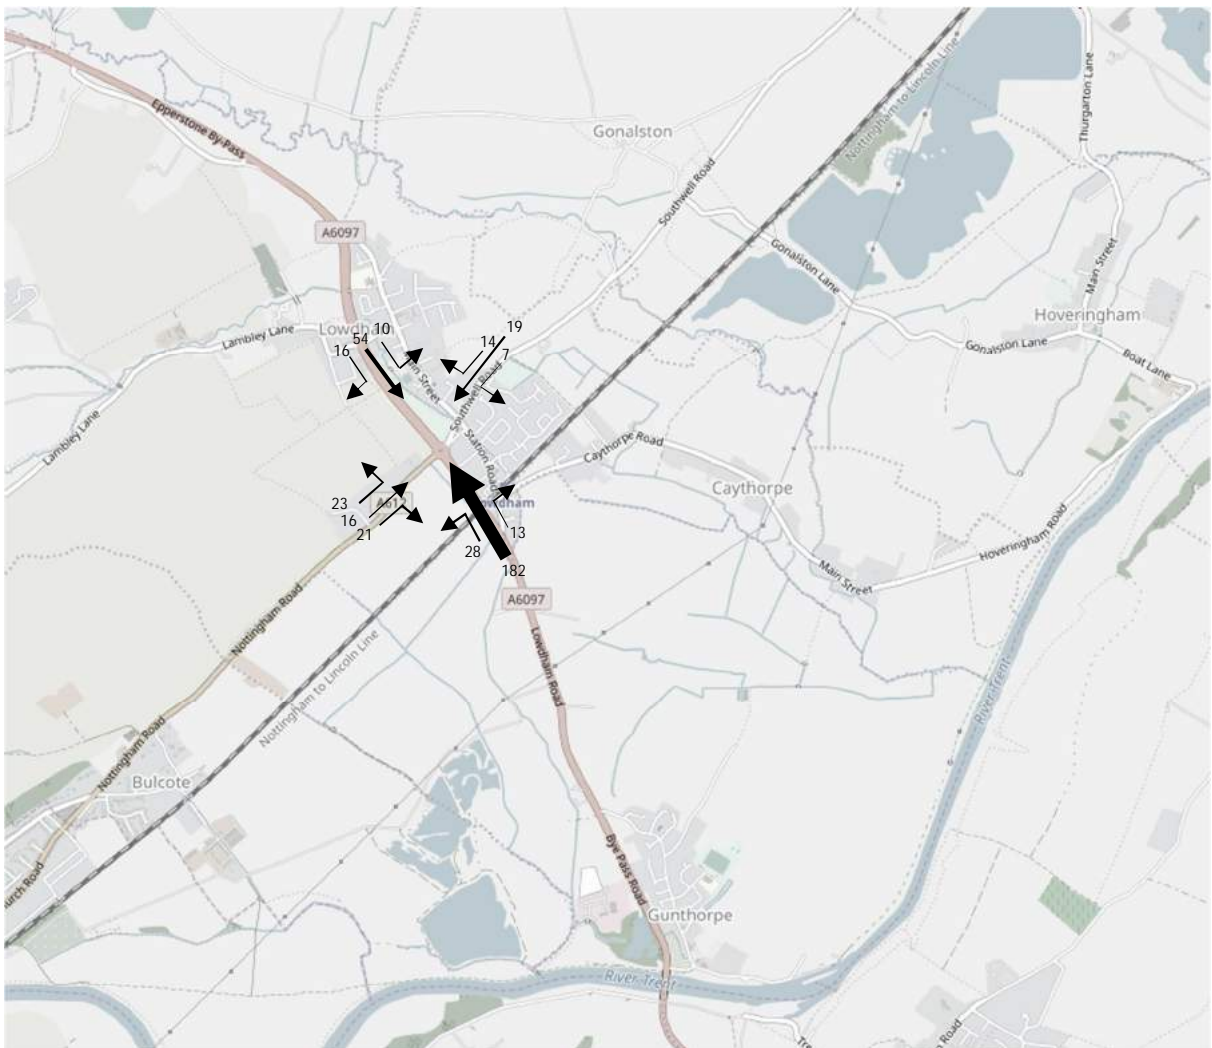 Nottingham to Lincoln Line
Thurgarton Lane
Epperstone By-Pass
Gonalston
Southwell Road
A6097
Gonalston Lane
Main Street
Hoveringham
Lambley Lane
Lowdham
54
10
16
19
14
7
Gonalston Lane
Boat Lane
Southwell Road
Station Road
Caythorpe Road
Lambley Lane
Caythorpe
23
16
21
28
13
182
Hoveringham Road
Main Street
A6097
Nottingham Road
Lowdham Road
Nottingham to Lincoln Line
River Trent
Nottingham Road
Bulcote
Bye Pass Road
Gunthorpe
River Trent
Road